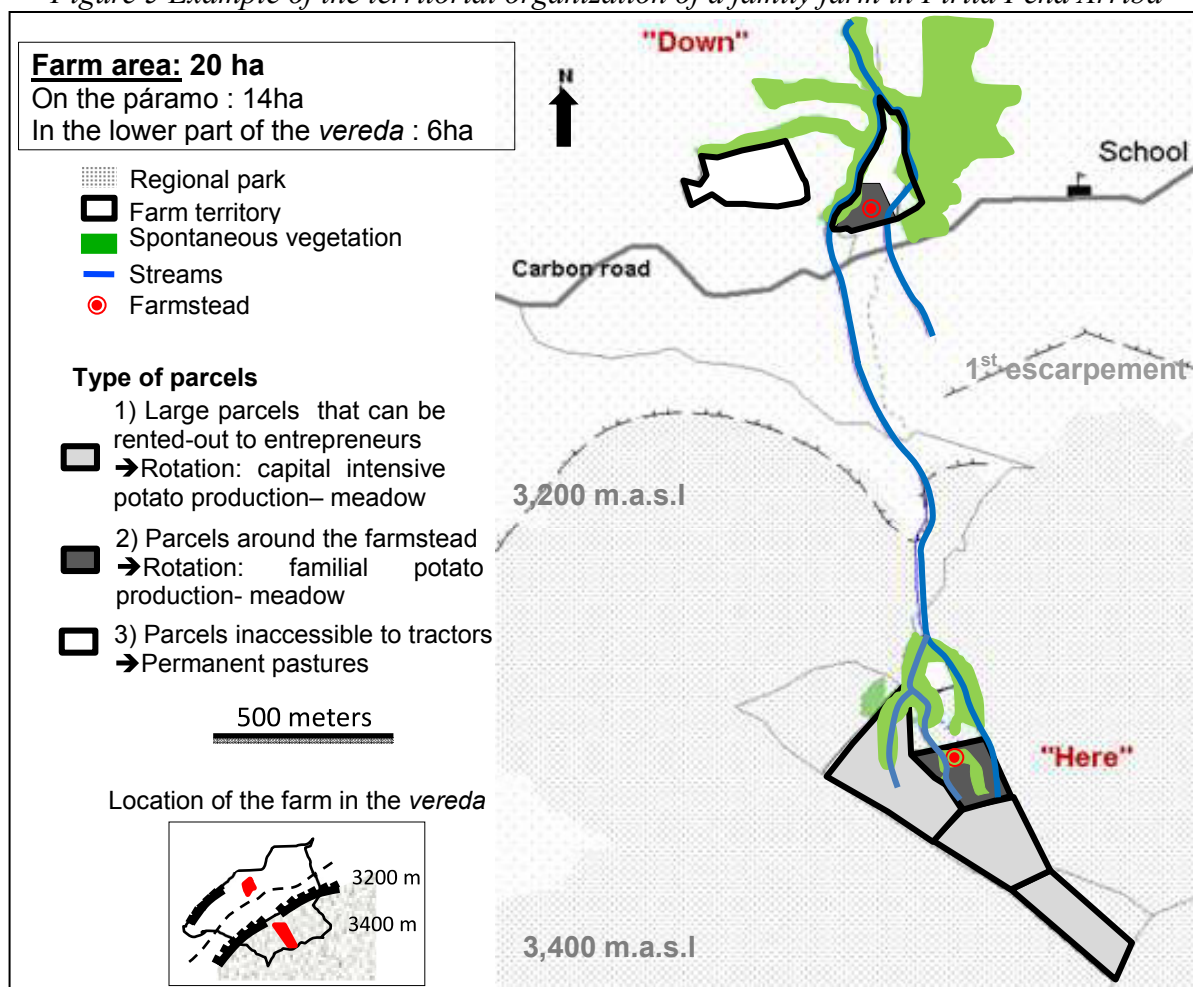 Farm area: 20 ha
On the páramo : 14ha
In the lower part of the vereda : 6ha
Regional park
Farm territory
Spontaneous vegetation
Streams
Farmstead
Type of parcels
1) Large parcels that can be
rented-out to entrepreneurs
➔Rotation: capital intensive
potato production– meadow
2) Parcels around the farmstead
➔Rotation: familial potato
production- meadow
3) Parcels inaccessible to tractors
➔Permanent pastures
500 meters
Location of the farm in the vereda
3200 m
3400 m
"Down"
N
School
Carbon road
1st escarpement
3,200 m.a.s.l
"Here"
3,400 m.a.s.l